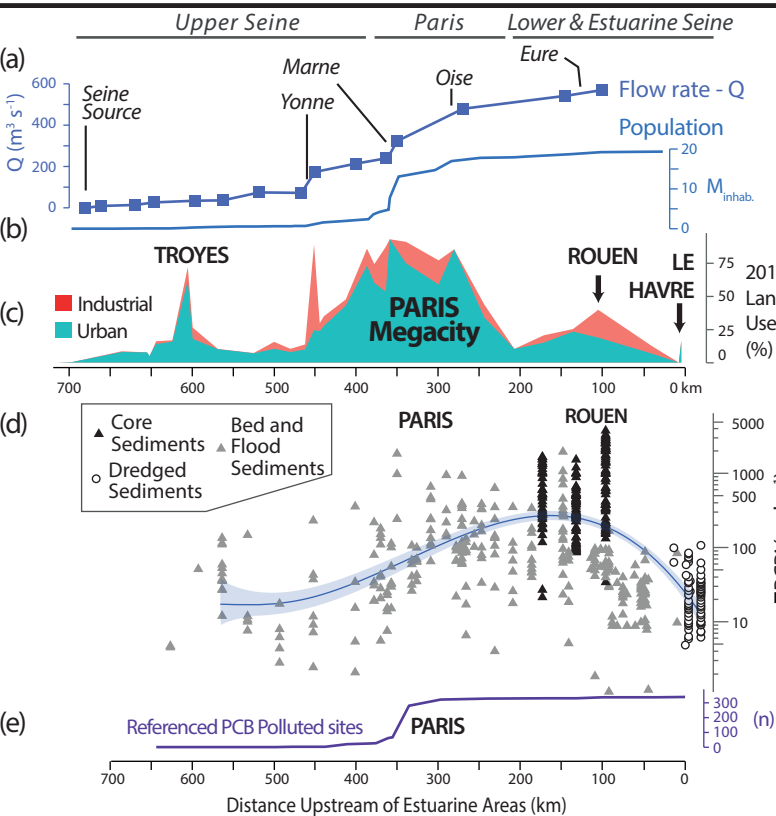 Upper Seine
Paris
Lower & Estuarine Seine
(a)
600
400
200
0
Q (m³ s⁻¹)
Seine
Source
Yonne
Marne
Oise
Eure
Flow rate - Q
Population
20
10
0
M inhab.
(b)
TROYES
ROUEN
LE
HAVRE
PARIS
Megacity
(c)
Industrial
Urban
75
50
25
0
201
Lan
Use
(%)
700
600
500
400
300
200
100
0 km
(d)
Core
Sediments
Dredged
Sediments
Bed and
Flood
Sediments
PARIS
ROUEN
5000
1000
500
100
10
(e)
Referenced PCB Polluted sites
PARIS
300
200
100
0
(n)
700
600
500
400
300
200
100
0
Distance Upstream of Estuarine Areas (km)